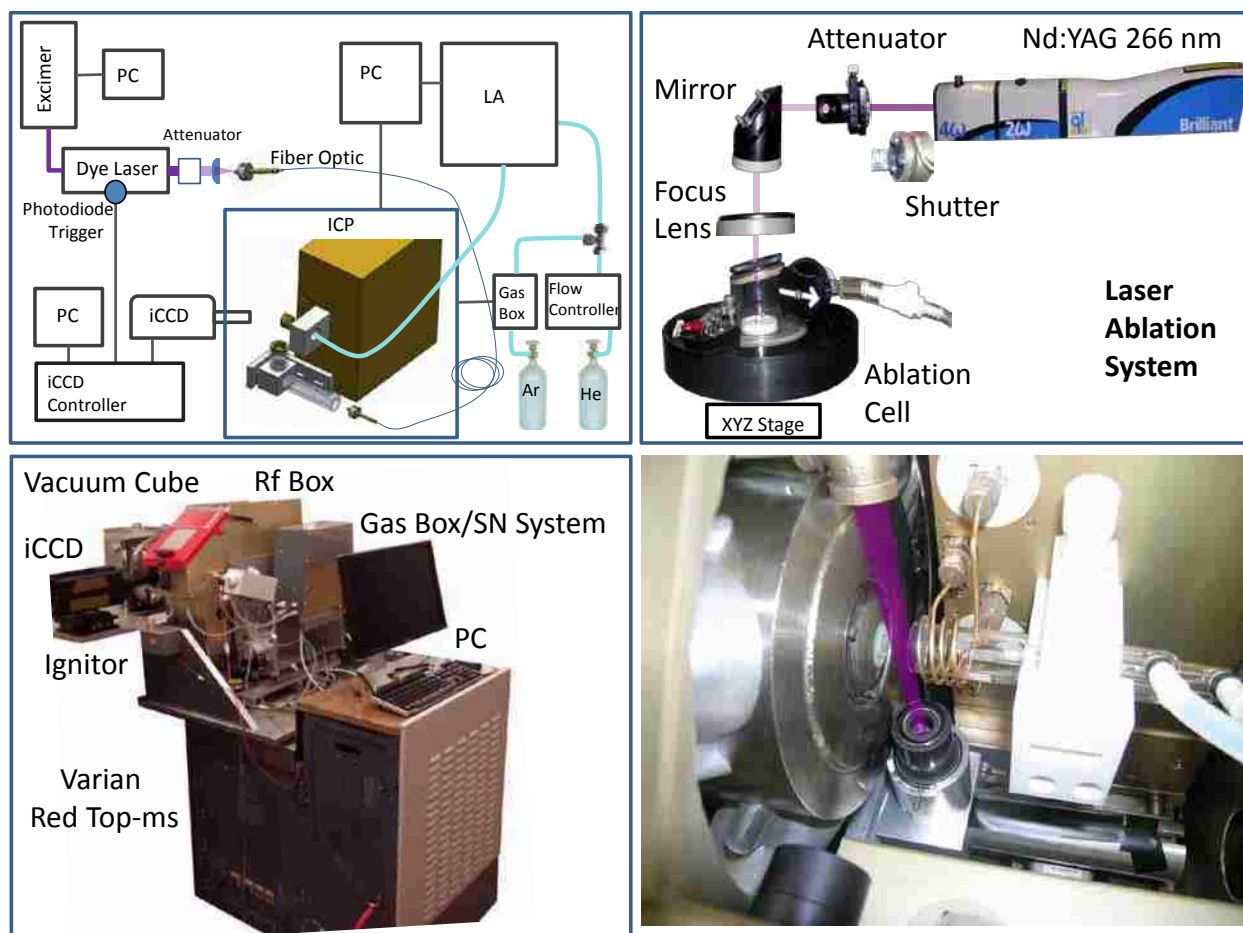 Excimer
PC
PC
LA
Attenuator
Dye Laser
Fiber Optic
Photodiode
Trigger
ICP
PC
iCCD
Gas
Box
Flow
Controller
iCCD
Controller
Ar
He
Attenuator
Nd:YAG 266 nm
Mirror
4ω
2ω
Brilliant
Shutter
Focus
Lens
Laser
Ablation
System
Ablation
Cell
XYZ Stage
Vacuum Cube
Rf Box
Gas Box/SN System
iCCD
Ignitor
PC
Varian
Red Top-ms